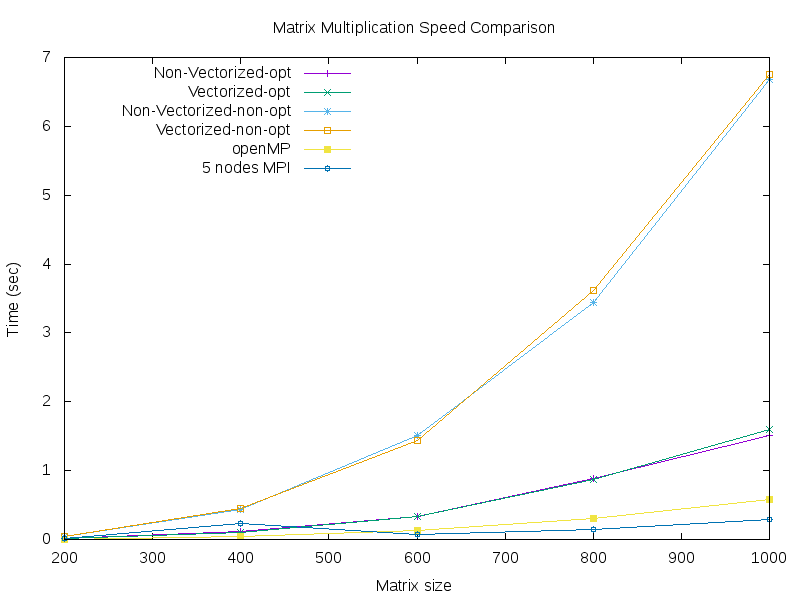 Matrix Multiplication Speed Comparison
7
6
5
4
3
2
1
0
Time (sec)
Non-Vectorized-opt
Vectorized-opt
Non-Vectorized-non-opt
Vectorized-non-opt
openMP
5 nodes MPI
200 300 400 500 600 700 800 900 1000
Matrix size